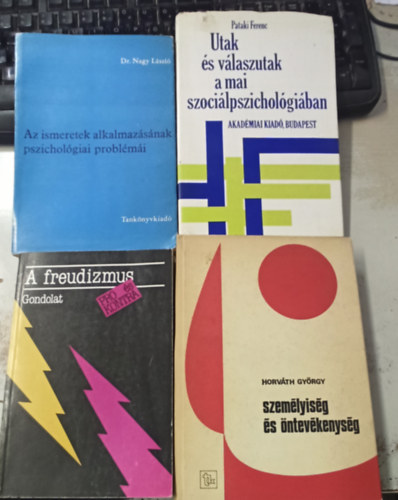 Dr. Nagy László
Az ismeretek alkalmazásának
pszichológiai problémái
Tankönyvkiadó
Pataki Ferenc
Utak
és válaszutak
a mai
szociálpszichológiában
AKADÉMIAI KIADÓ, BUDAPEST
A freudizmus
Gondolat
PRO és
KONTRA
HORVÁTH GYÖRGY
személyiség
és öntevékenység